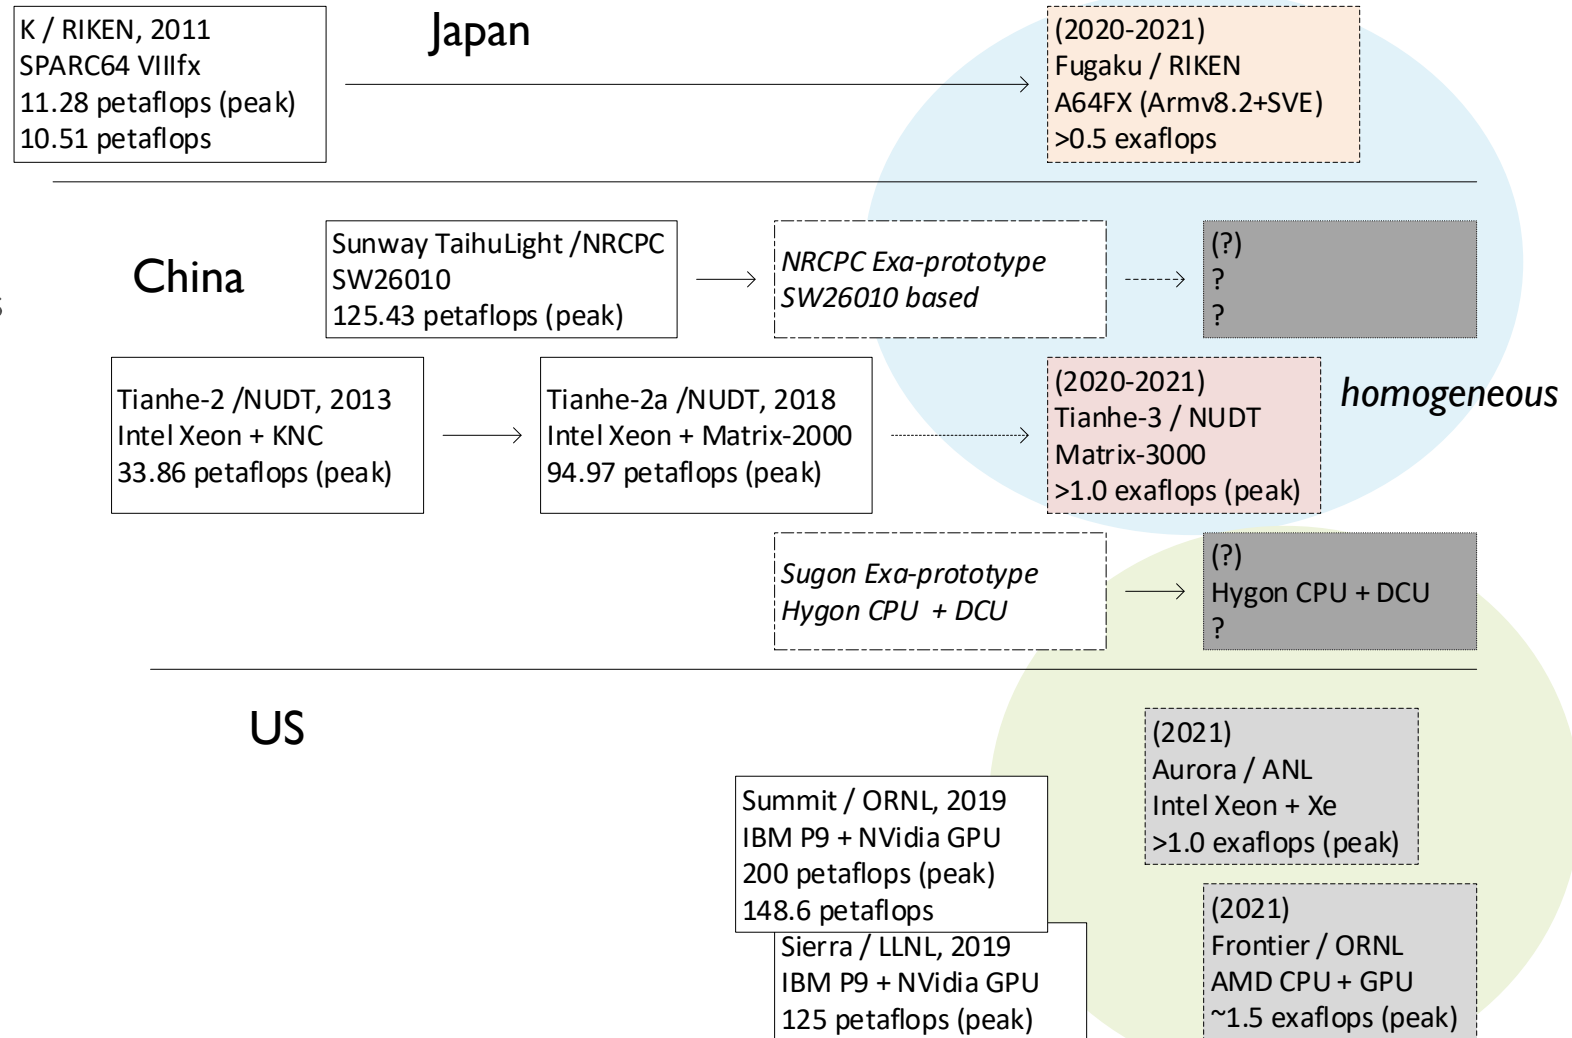 Japan
K / RIKEN, 2011
SPARC64 VIIIfx
11.28 petaflops (peak)
10.51 petaflops
(2020-2021)
Fugaku / RIKEN
A64FX (Armv8.2+SVE)
>0.5 exaflops
China
s
Sunway TaihuLight /NRCPC
SW26010
125.43 petaflops (peak)
NRCPC Exa-prototype
SW26010 based
(?)
?
?
Tianhe-2 /NUDT, 2013
Intel Xeon + KNC
33.86 petaflops (peak)
Tianhe-2a /NUDT, 2018
Intel Xeon + Matrix-2000
94.97 petaflops (peak)
(2020-2021)
Tianhe-3 / NUDT
Matrix-3000
>1.0 exaflops (peak)
homogeneous
Sugon Exa-prototype
Hygon CPU + DCU
(?)
Hygon CPU + DCU
?
US
Summit / ORNL, 2019
IBM P9 + NVidia GPU
200 petaflops (peak)
148.6 petaflops
Sierra / LLNL, 2019
IBM P9 + NVidia GPU
125 petaflops (peak)
(2021)
Aurora / ANL
Intel Xeon + Xe
>1.0 exaflops (peak)
(2021)
Frontier / ORNL
AMD CPU + GPU
~1.5 exaflops (peak)